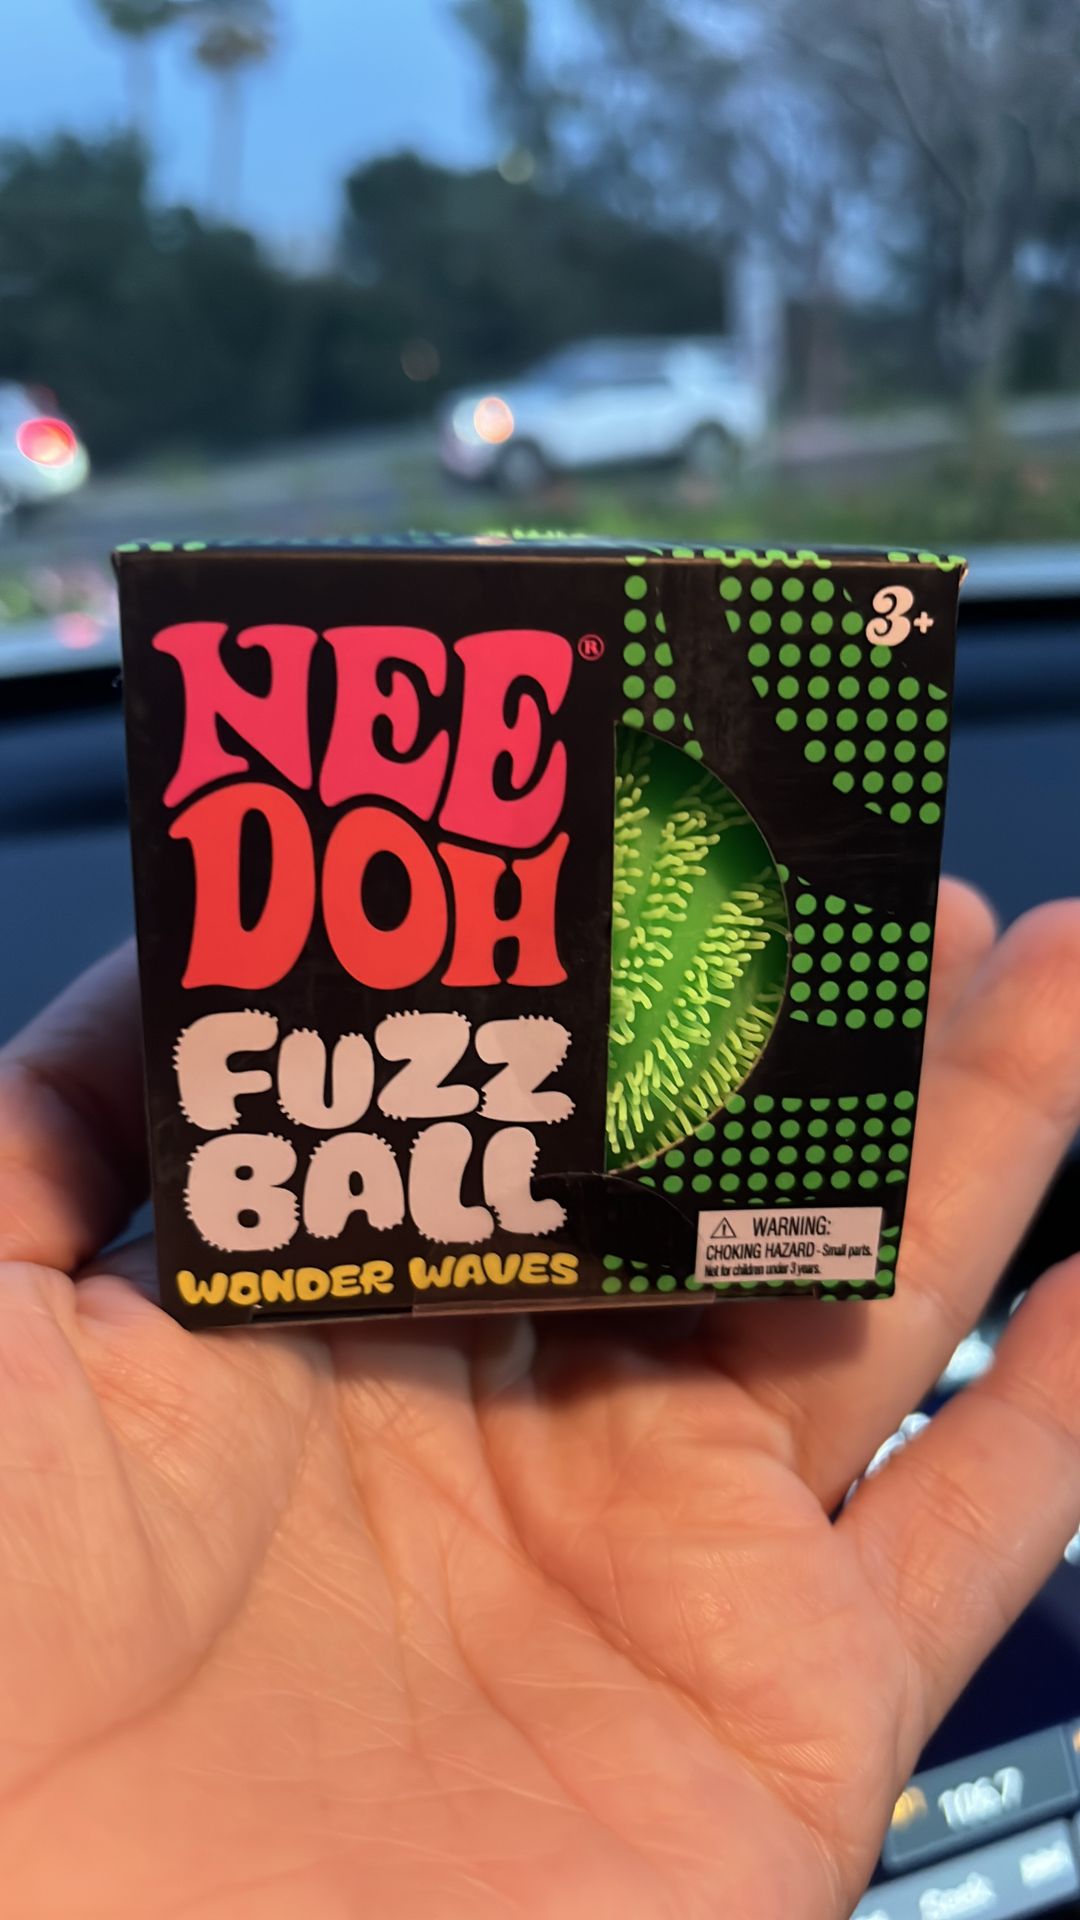 3+
NEE®
DOH
FUZZ
BALL
WONDER WAVES
WARNING:
CHOKING HAZARD - Small parts.
Not for children under 3 years.